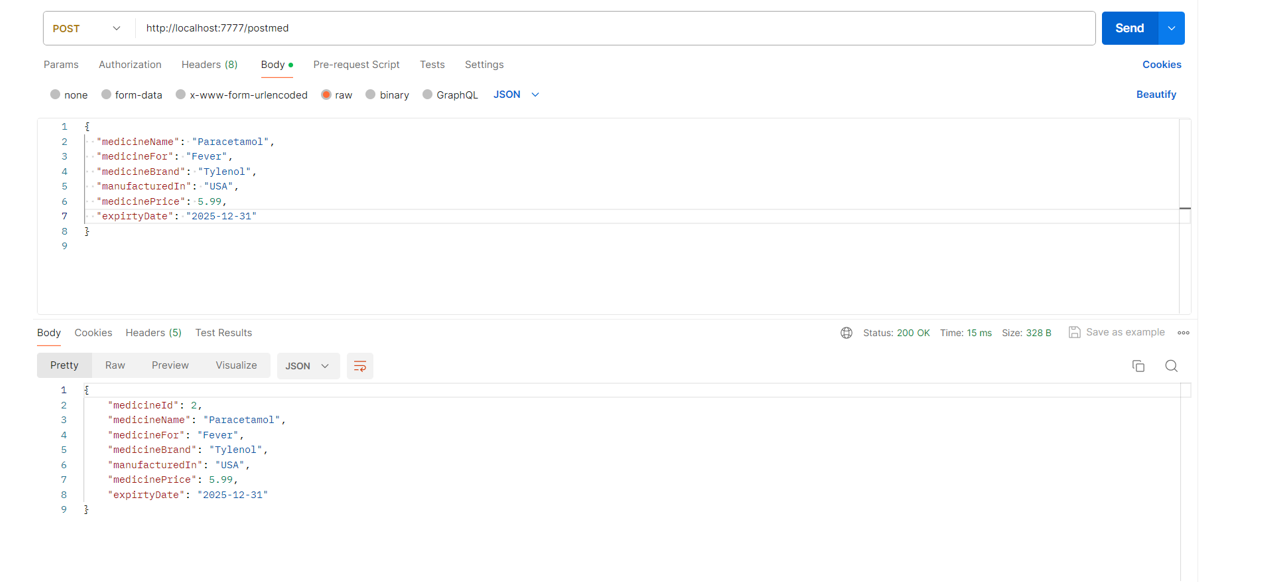 POST http://localhost:7777/postmed Send
Params Authorization Headers (8) Body Pre-request Script Tests Settings Cookies
none form-data x-www-form-urlencoded raw binary GraphQL JSON Beautify
1 {
2 "medicineName": "Paracetamol",
3 "medicineFor": "Fever",
4 "medicineBrand": "Tylenol",
5 "manufacturedIn": "USA",
6 "medicinePrice": 5.99,
7 "expirtyDate": "2025-12-31"
8 }
9
Body Cookies Headers (5) Test Results Status: 200 OK Time: 15 ms Size: 328 B Save as example
Pretty Raw Preview Visualize JSON
1 {
2 "medicineId": 2,
3 "medicineName": "Paracetamol",
4 "medicineFor": "Fever",
5 "medicineBrand": "Tylenol",
6 "manufacturedIn": "USA",
7 "medicinePrice": 5.99,
8 "expirtyDate": "2025-12-31"
9 }